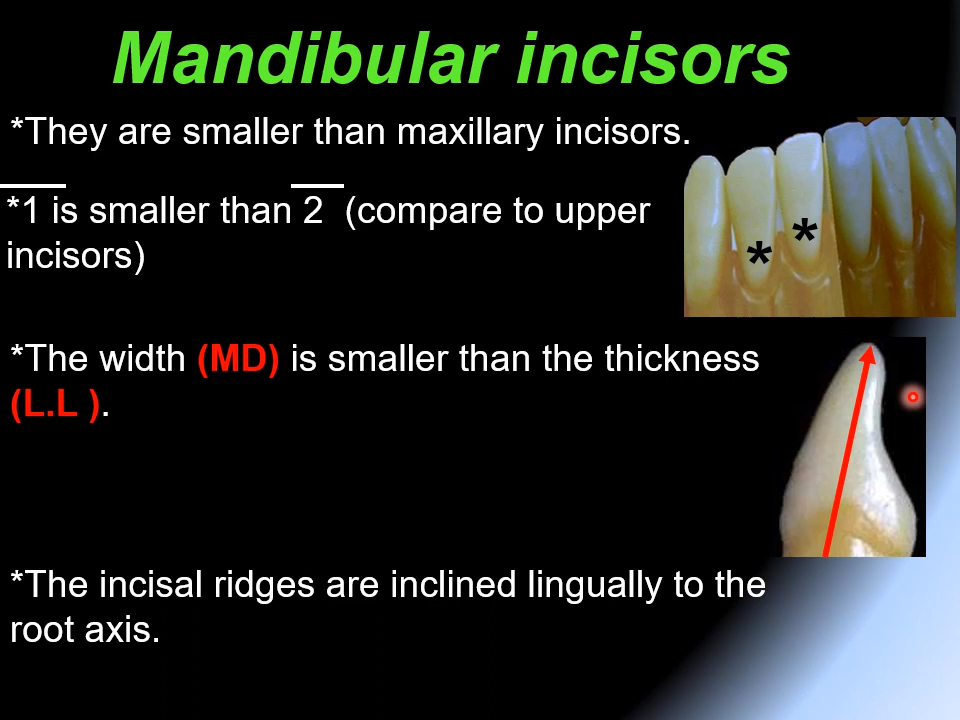 Mandibular incisors
*They are smaller than maxillary incisors.
*1 is smaller than 2 (compare to upper
incisors)
* *
*The width (MD) is smaller than the thickness
(L.L ).
*The incisal ridges are inclined lingually to the
root axis.